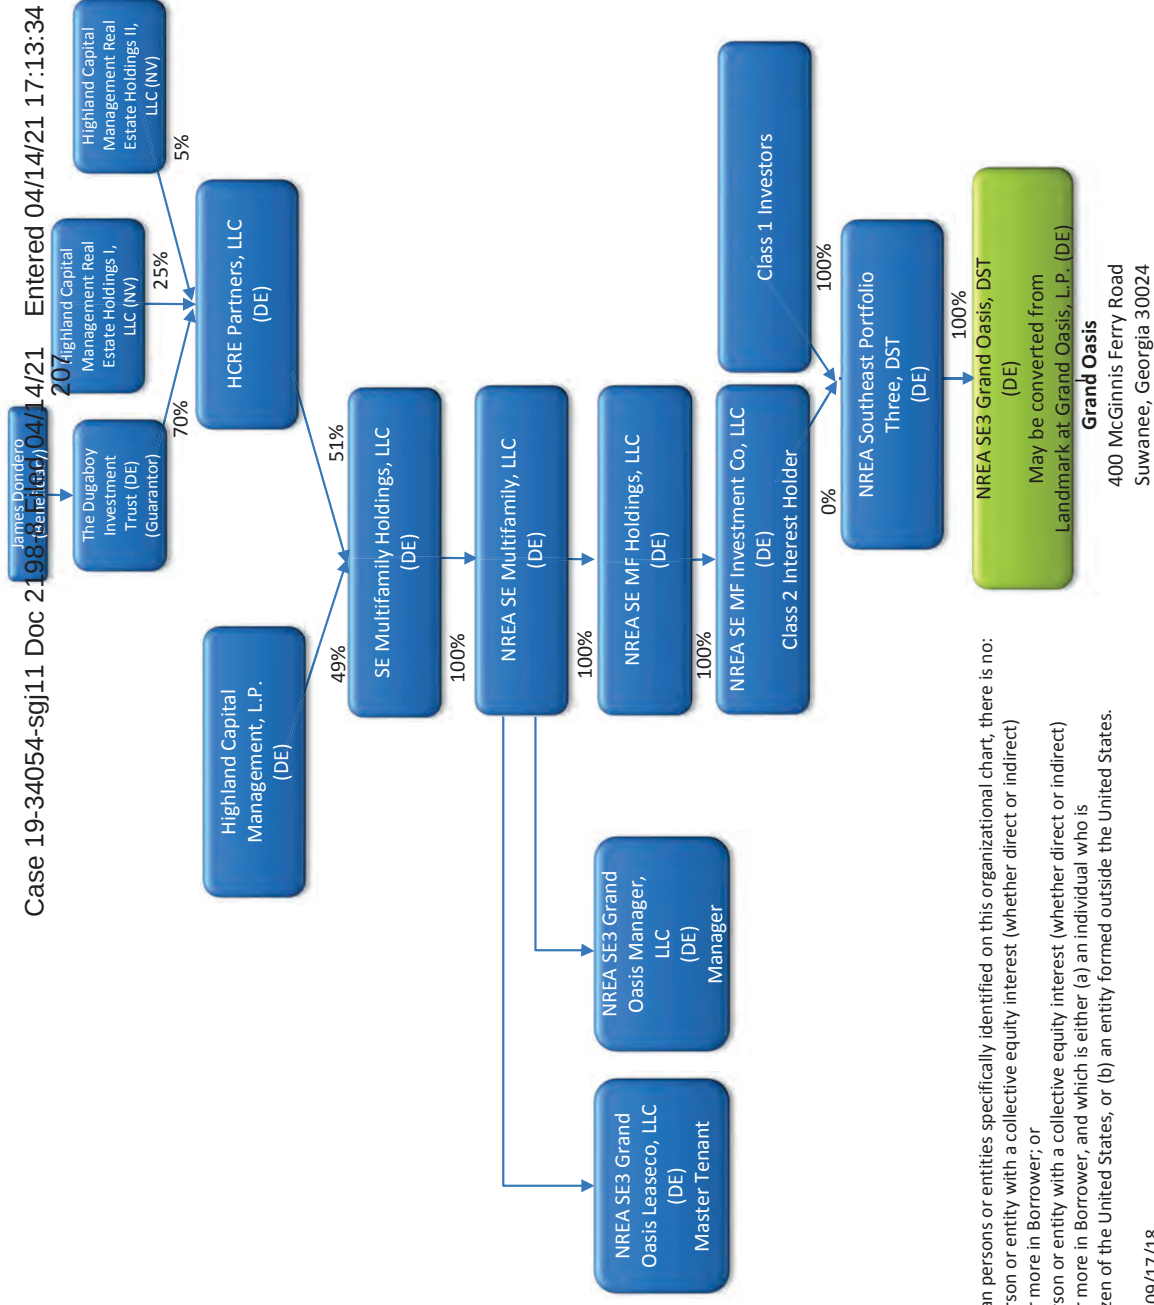 Case 19-34054-sgj11 Doc 2198-8 Filed 04/14/21 Entered 04/14/21 17:13:34
207
James Dondero
(Beneficiary)
The Dugaboy
Investment
Trust (DE)
(Guarantor)
70%
Highland Capital
Management Real
Estate Holdings I,
LLC (NV)
25%
Highland Capital
Management Real
Estate Holdings II,
LLC (NV)
5%
HCRE Partners, LLC
(DE)
51%
Highland Capital
Management, L.P.
(DE)
49%
SE Multifamily Holdings, LLC
(DE)
100%
NREA SE Multifamily, LLC
(DE)
100%
NREA SE MF Holdings, LLC
(DE)
100%
NREA SE MF Investment Co, LLC
(DE)
Class 2 Interest Holder
0%
Class 1 Investors
100%
NREA Southeast Portfolio
Three, DST
(DE)
100%
NREA SE3 Grand Oasis, DST
(DE)
May be converted from
Landmark at Grand Oasis, L.P. (DE)
Grand Oasis
400 McGinnis Ferry Road
Suwanee, Georgia 30024
NREA SE3 Grand
Oasis Leaseco, LLC
(DE)
Master Tenant
NREA SE3 Grand
Oasis Manager,
LLC
(DE)
Manager
an persons or entities specifically identified on this organizational chart, there is no:
rson or entity with a collective equity interest (whether direct or indirect)
r more in Borrower; or
rson or entity with a collective equity interest (whether direct or indirect)
r more in Borrower, and which is either (a) an individual who is
zen of the United States, or (b) an entity formed outside the United States.
09/17/18